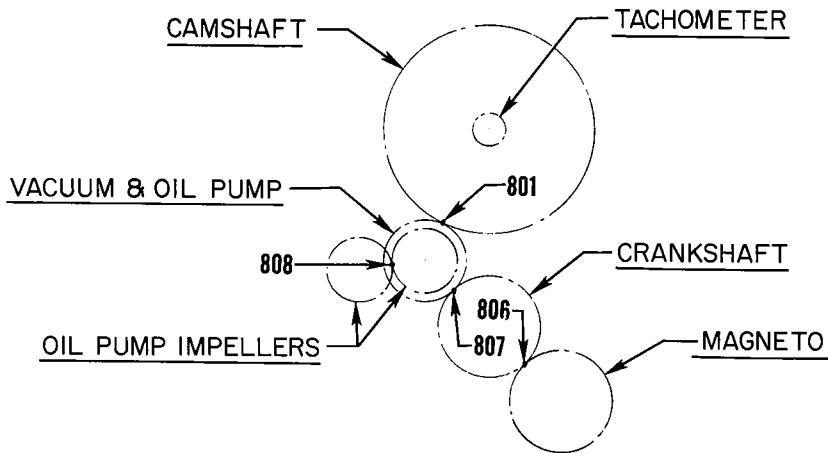 CAMSHAFT
TACHOMETER
VACUUM & OIL PUMP
801
808
CRANKSHAFT
806
807
OIL PUMP IMPELLERS
MAGNETO